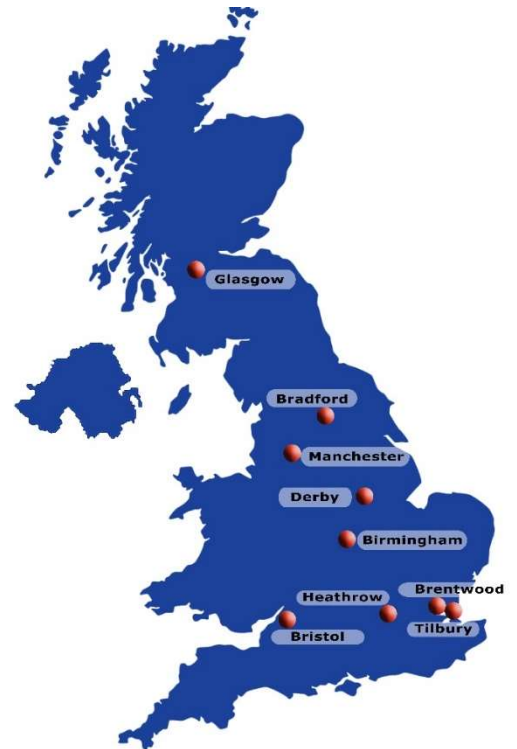 Glasgow
Bradford
Manchester
Derby
Birmingham
Brentwood
Heathrow
Tilbury
Bristol